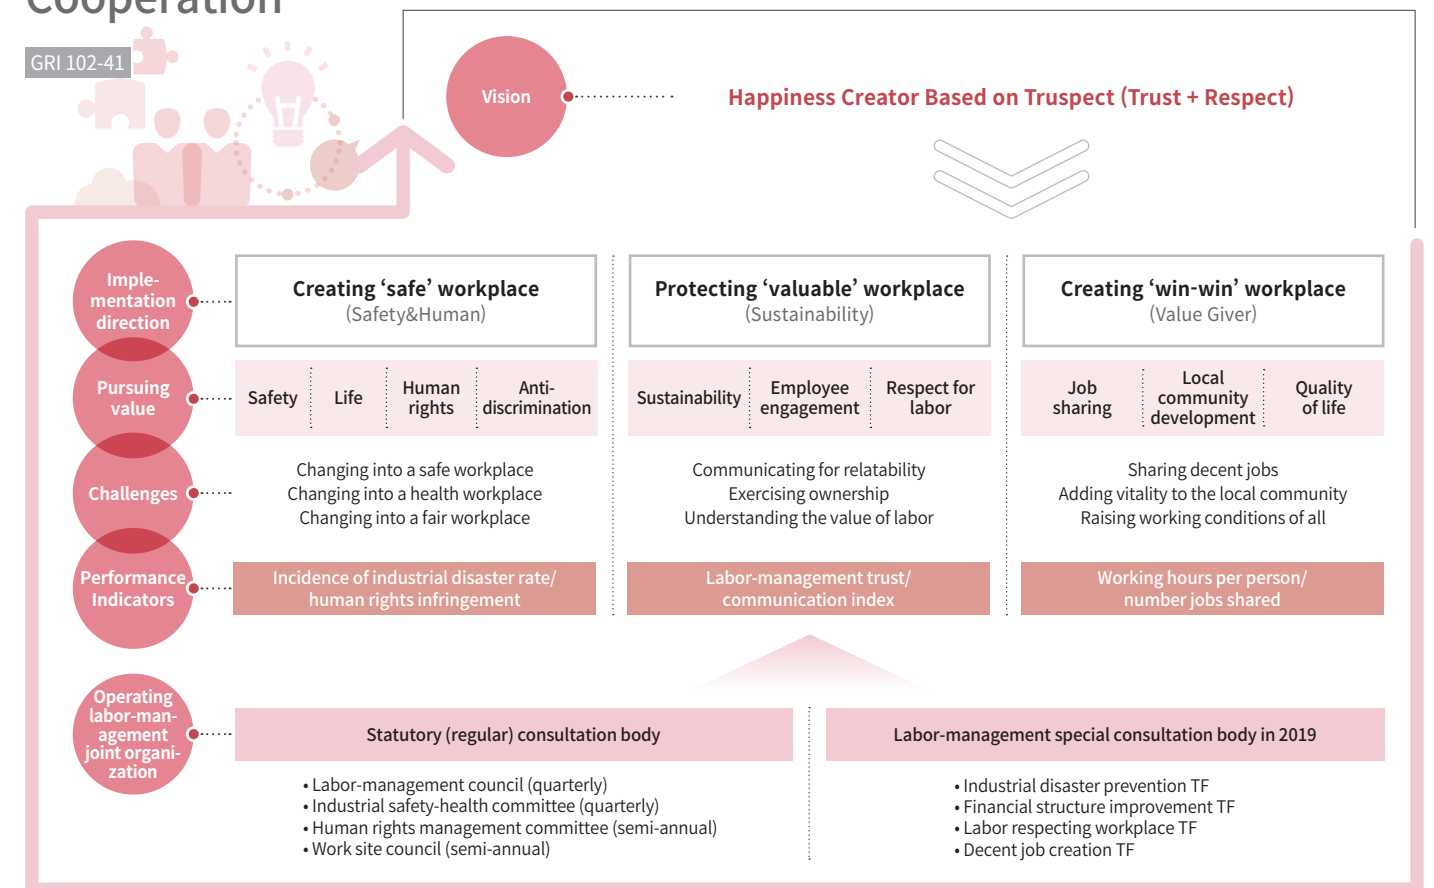 Cooperation
GRI 102-41
Vision
Happiness Creator Based on Truspect (Trust + Respect)
Imple-
mentation
direction
Creating ‘safe’ workplace
(Safety&Human)
Protecting ‘valuable’ workplace
(Sustainability)
Creating ‘win-win’ workplace
(Value Giver)
Pursuing
value
Safety
Life
Human
rights
Anti-
discrimination
Sustainability
Employee
engagement
Respect for
labor
Job
sharing
Local
community
development
Quality
of life
Challenges
Changing into a safe workplace
Changing into a health workplace
Changing into a fair workplace
Communicating for relatability
Exercising ownership
Understanding the value of labor
Sharing decent jobs
Adding vitality to the local community
Raising working conditions of all
Performance
Indicators
Incidence of industrial disaster rate/
human rights infringement
Labor-management trust/
communication index
Working hours per person/
number jobs shared
Operating
labor-man-
agement
joint organi-
zation
Statutory (regular) consultation body
• Labor-management council (quarterly)
• Industrial safety-health committee (quarterly)
• Human rights management committee (semi-annual)
• Work site council (semi-annual)
Labor-management special consultation body in 2019
• Industrial disaster prevention TF
• Financial structure improvement TF
• Labor respecting workplace TF
• Decent job creation TF